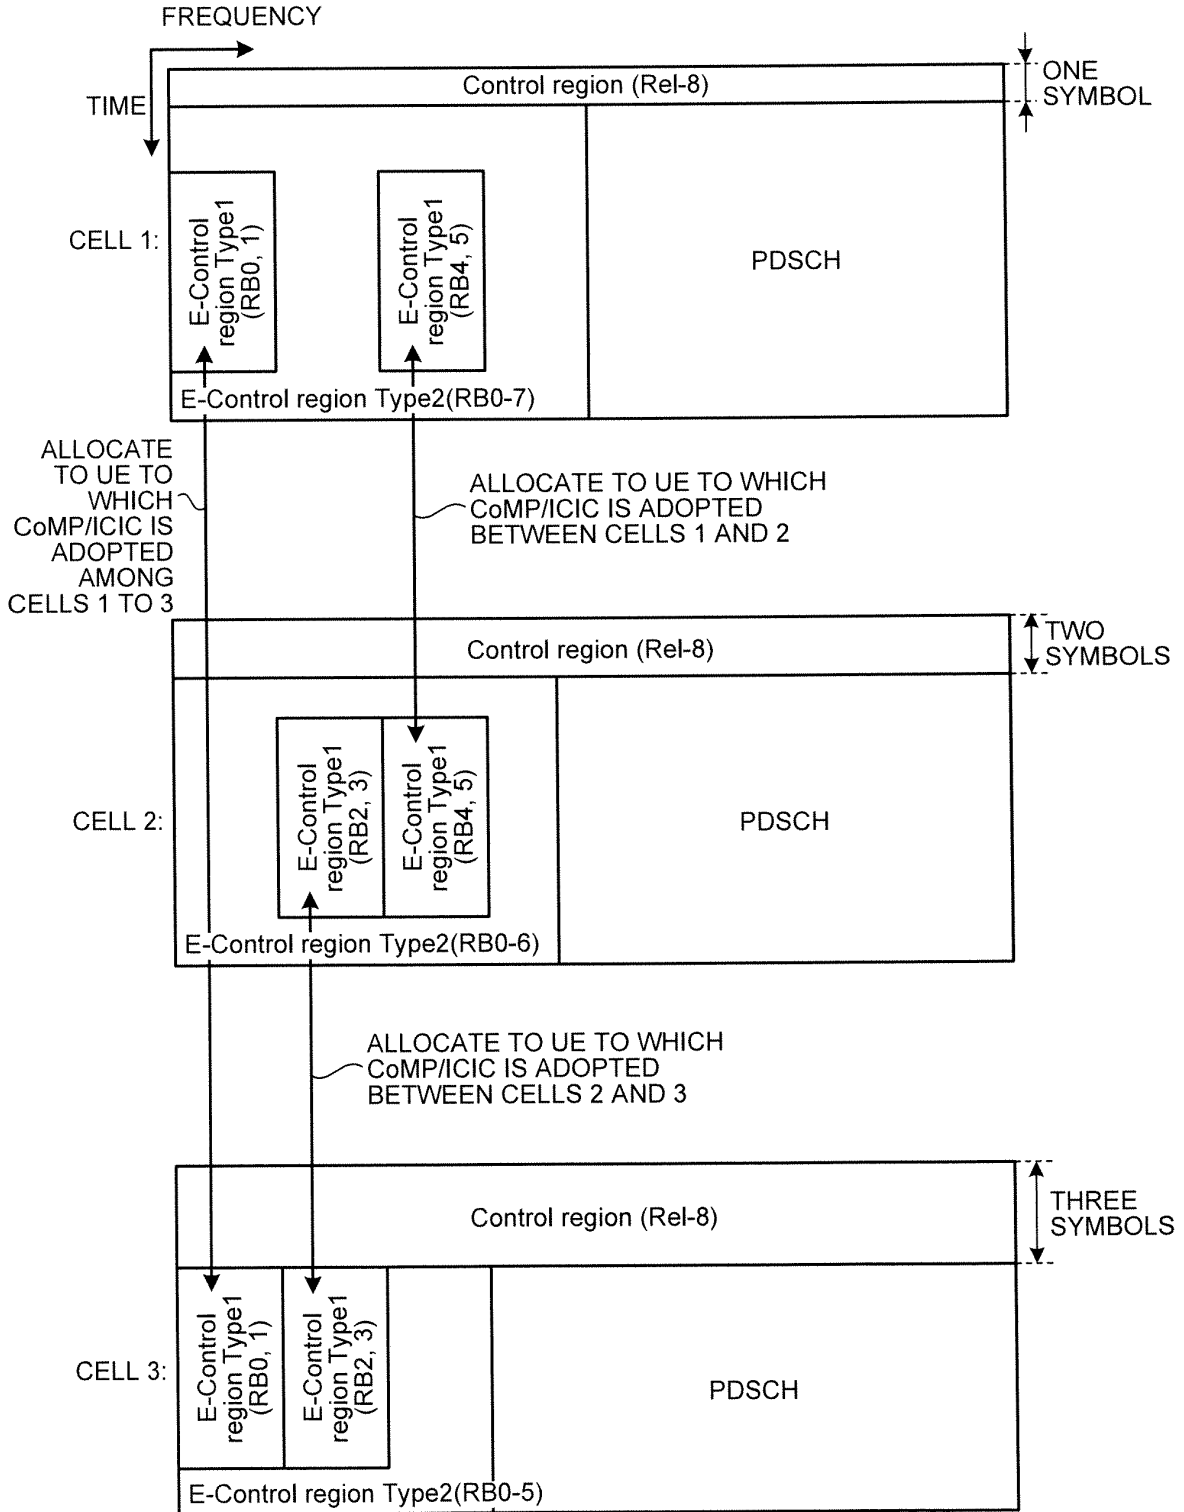 FREQUENCY
TIME
Control region (Rel-8)
ONE
SYMBOL
CELL 1:
E-Control
region Type1
(RB0, 1)
E-Control
region Type1
(RB4, 5)
PDSCH
E-Control region Type2(RB0-7)
ALLOCATE
TO UE TO
WHICH
CoMP/ICIC IS
ADOPTED
AMONG
CELLS 1 TO 3
ALLOCATE TO UE TO WHICH
CoMP/ICIC IS ADOPTED
BETWEEN CELLS 1 AND 2
Control region (Rel-8)
TWO
SYMBOLS
CELL 2:
E-Control
region Type1
(RB2, 3)
E-Control
region Type1
(RB4, 5)
PDSCH
E-Control region Type2(RB0-6)
ALLOCATE TO UE TO WHICH
CoMP/ICIC IS ADOPTED
BETWEEN CELLS 2 AND 3
Control region (Rel-8)
THREE
SYMBOLS
CELL 3:
E-Control
region Type1
(RB0, 1)
E-Control
region Type1
(RB2, 3)
PDSCH
E-Control region Type2(RB0-5)